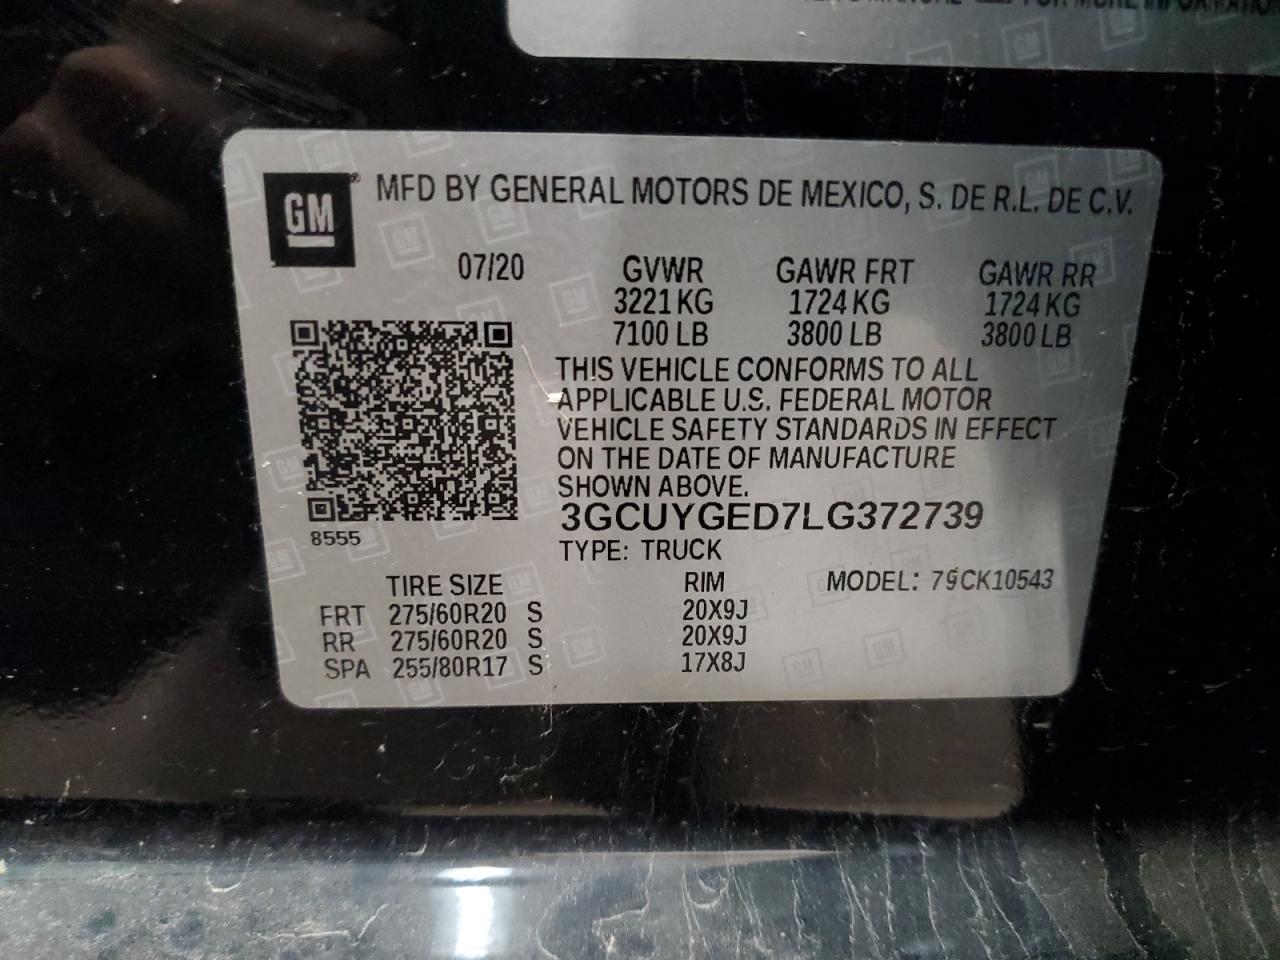 GM® MFD BY GENERAL MOTORS DE MEXICO, S. DE R.L. DE C.V.
07/20 GVWR GAWR FRT GAWR RR
3221 KG 1724 KG 1724 KG
7100 LB 3800 LB 3800 LB
THIS VEHICLE CONFORMS TO ALL
APPLICABLE U.S. FEDERAL MOTOR
VEHICLE SAFETY STANDARDS IN EFFECT
ON THE DATE OF MANUFACTURE
SHOWN ABOVE.
3GCUYGED7LG372739
8555
TYPE: TRUCK
TIRE SIZE RIM MODEL: 79CK10543
FRT 275/60R20 S 20X9J
RR 275/60R20 S 20X9J
SPA 255/80R17 S 17X8J